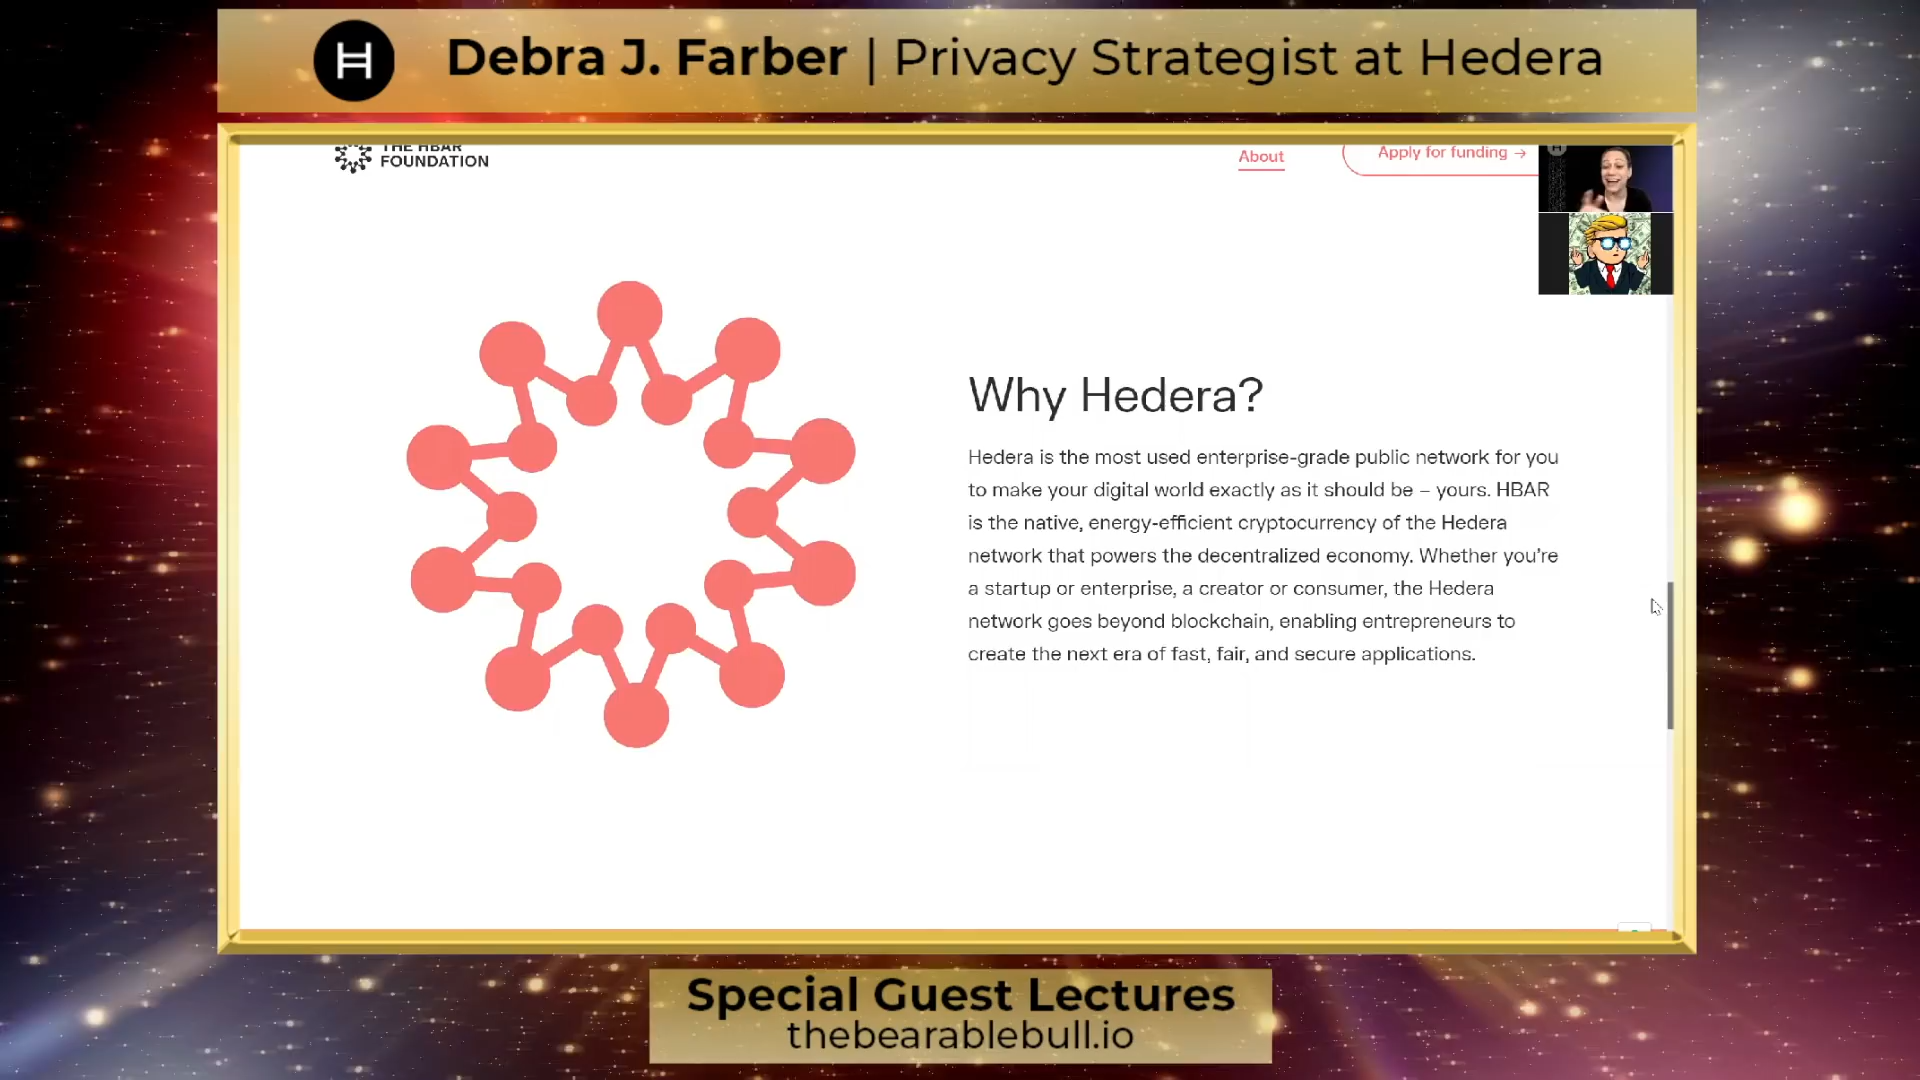 H Debra J. Farber | Privacy Strategist at Hedera
THE HBAR
FOUNDATION
About
Apply for funding →
H
Why Hedera?
Hedera is the most used enterprise-grade public network for you
to make your digital world exactly as it should be – yours. HBAR
is the native, energy-efficient cryptocurrency of the Hedera
network that powers the decentralized economy. Whether you're
a startup or enterprise, a creator or consumer, the Hedera
network goes beyond blockchain, enabling entrepreneurs to
create the next era of fast, fair, and secure applications.
Special Guest Lectures
thebearablebull.io